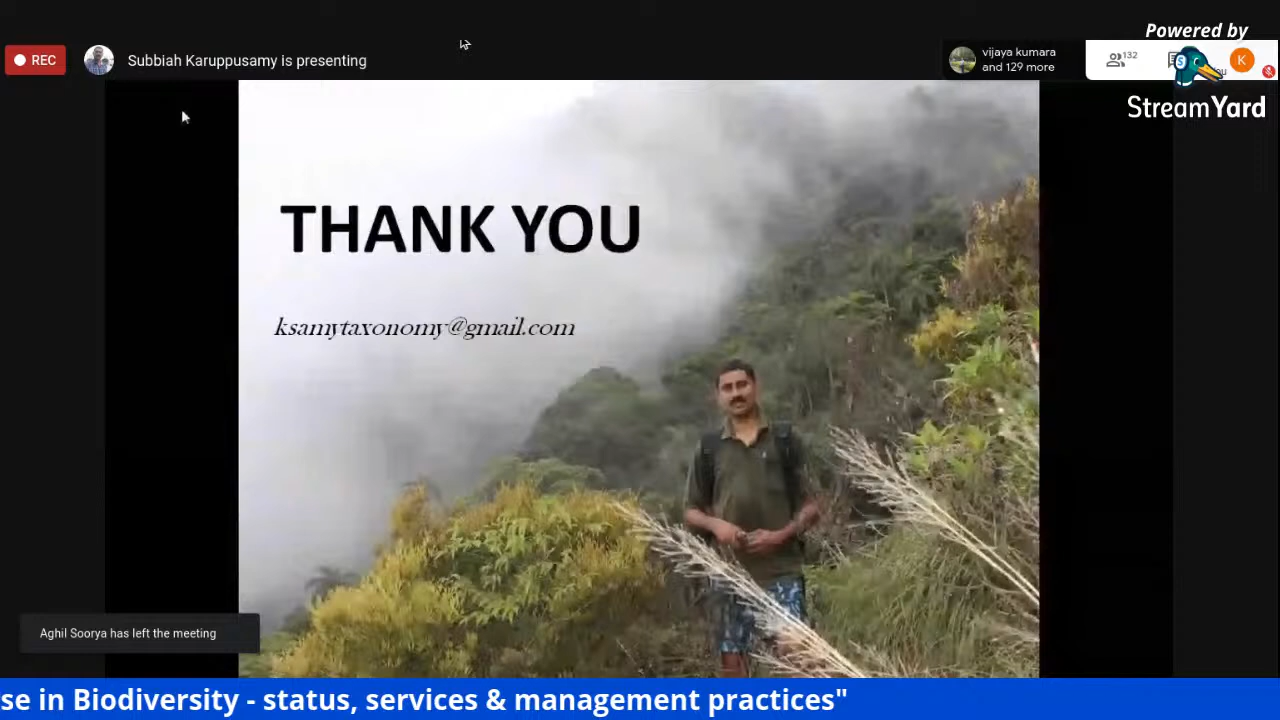 Powered by
REC
Subbiah Karuppusamy is presenting
vijaya kumara
and 129 more
132
K
StreamYard
THANK YOU
ksamytaxonomy@gmail.com
Aghil Soorya has left the meeting
se in Biodiversity - status, services & management practices"